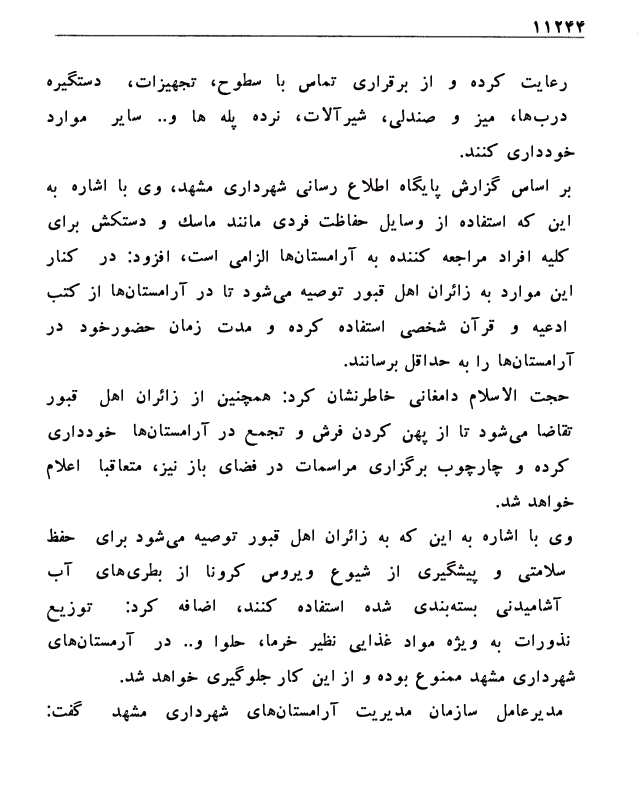 ۱۱۲۴۴
رعایت کرده و از برقراری تماس با سطوح، تجهیزات، دستگیره
درب‌ها، میز و صندلی، شیرآلات، نرده پله ها و.. سایر موارد
خودداری کنند.
بر اساس گزارش پایگاه اطلاع رسانی شهرداری مشهد، وی با اشاره به
این که استفاده از وسایل حفاظت فردی مانند ماسك و دستکش برای
کلیه افراد مراجعه کننده به آرامستان‌ها الزامی است، افزود: در کنار
این موارد به زائران اهل قبور توصیه می‌شود تا در آرامستان‌ها از کتب
ادعیه و قرآن شخصی استفاده کرده و مدت زمان حضورخود در
آرامستان‌ها را به حداقل برسانند.
حجت الاسلام دامغانی خاطرنشان کرد: همچنین از زائران اهل قبور
تقاضا می‌شود تا از پهن کردن فرش و تجمع در آرامستان‌ها خودداری
کرده و چارچوب برگزاری مراسمات در فضای باز نیز، متعاقبا اعلام
خواهد شد.
وی با اشاره به این که به زائران اهل قبور توصیه می‌شود برای حفظ
سلامتی و پیشگیری از شیوع ویروس کرونا از بطری‌های آب
آشامیدنی بسته‌بندی شده استفاده کنند، اضافه کرد: توزیع
نذورات به ویژه مواد غذایی نظیر خرما، حلوا و.. در آرمستان‌های
شهرداری مشهد ممنوع بوده و از این کار جلوگیری خواهد شد.
مدیرعامل سازمان مدیریت آرامستان‌های شهرداری مشهد گفت: